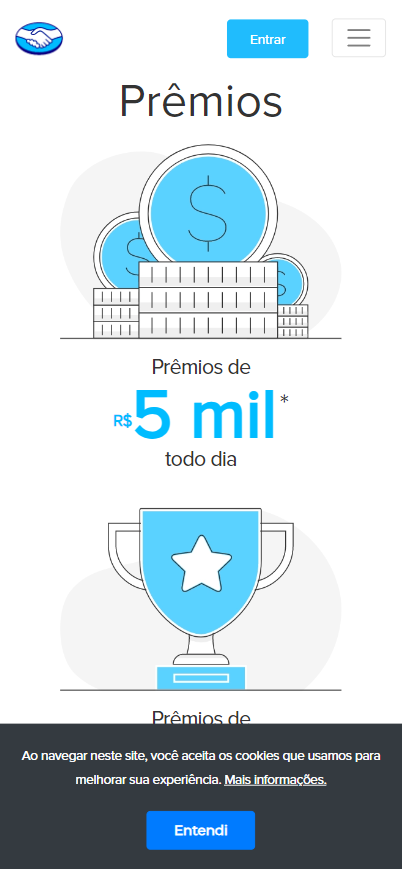 Entrar
Prêmios
$
$
$
Prêmios de
R$5 mil*
todo dia
Prêmios de
Ao navegar neste site, você aceita os cookies que usamos para
melhorar sua experiência. Mais informações.
Entendi